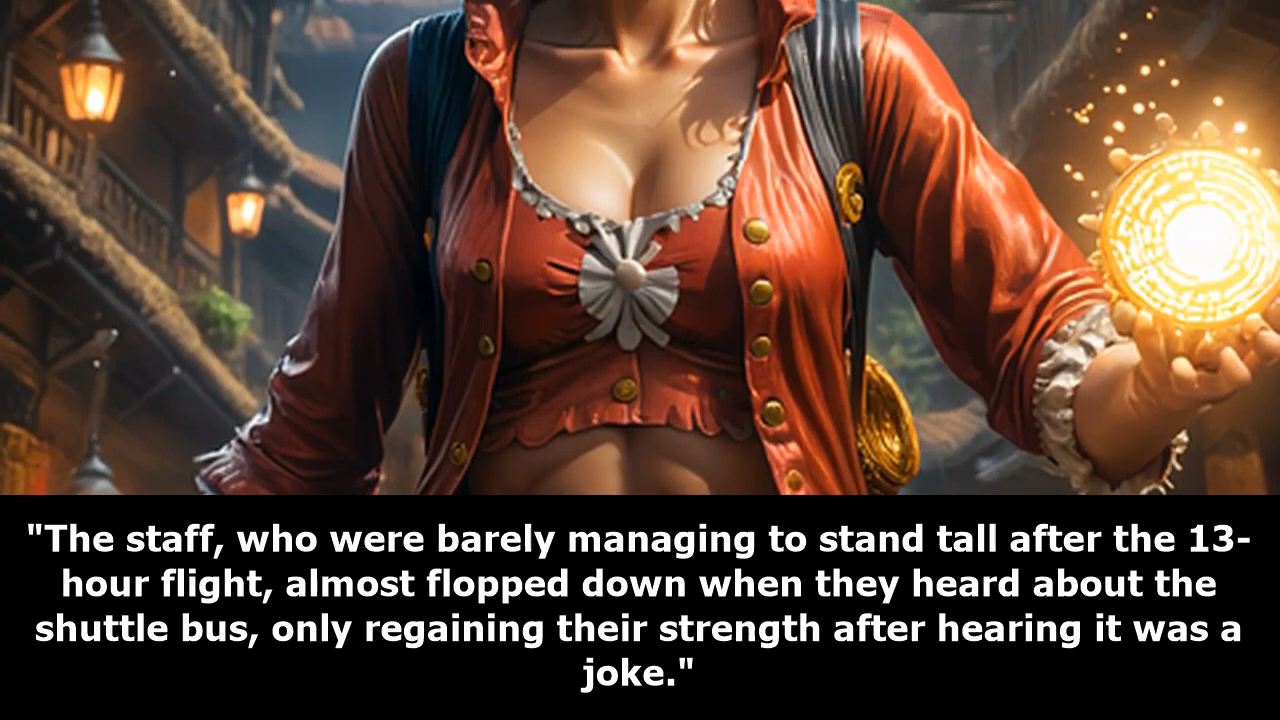 "The staff, who were barely managing to stand tall after the 13-
hour flight, almost flopped down when they heard about the
shuttle bus, only regaining their strength after hearing it was a
joke."